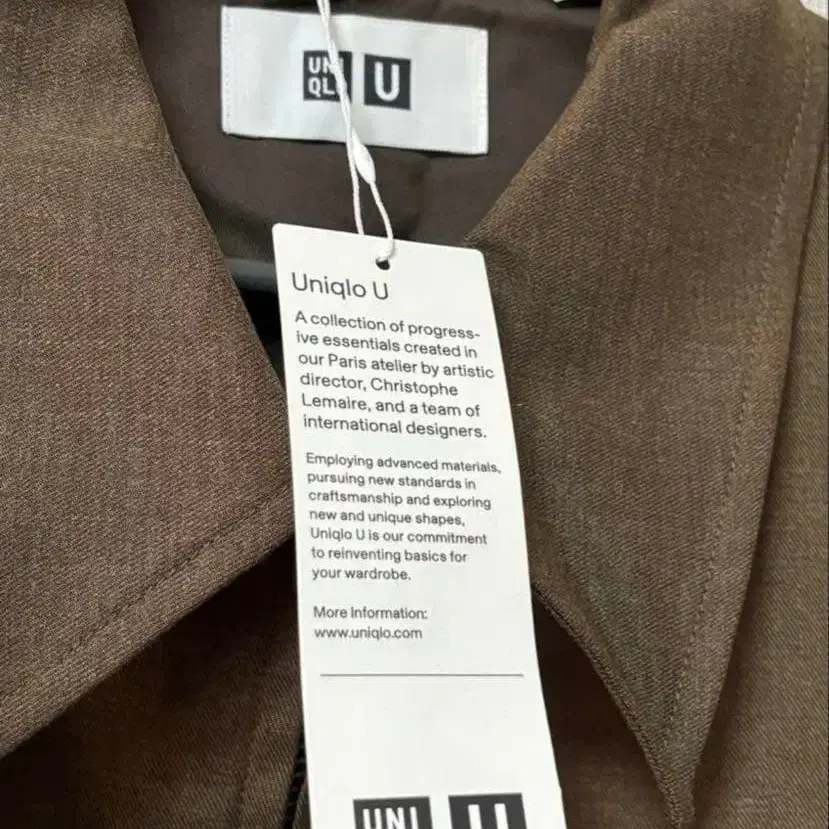 UNI
QLO
U
Uniqlo U
A collection of progress-
ive essentials created in
our Paris atelier by artistic
director, Christophe
Lemaire, and a team of
international designers.
Employing advanced materials,
pursuing new standards in
craftsmanship and exploring
new and unique shapes,
Uniqlo U is our commitment
to reinventing basics for
your wardrobe.
More Information:
www.uniqlo.com
UNI
U